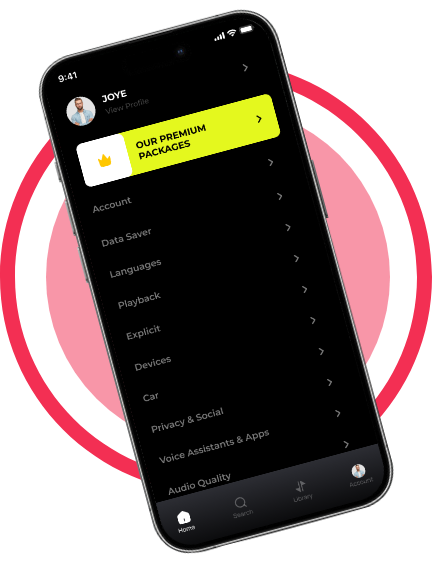 9:41
JOYE
View Profile
OUR PREMIUM
PACKAGES
Account
Data Saver
Languages
Playback
Explicit
Devices
Car
Privacy & Social
Voice Assistants & Apps
Audio Quality
Home
Search
Library
Account